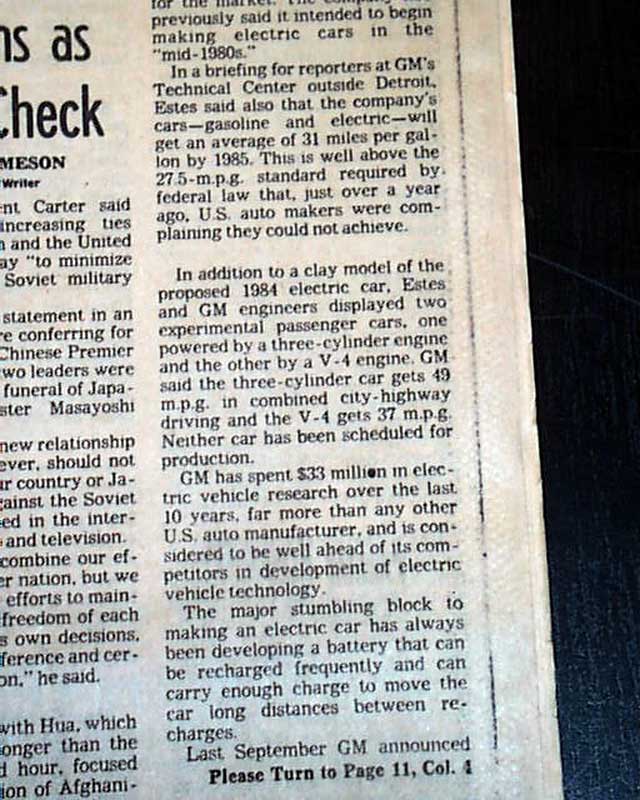 ns as
Check
MESON
Writer
nt Carter said
increasing ties
n and the United
ay "to minimize
Soviet military
statement in an
re conferring for
Chinese Premier
wo leaders were
funeral of Japa-
ster Masayoshi
new relationship
ever, should not
ur country or Ja-
gainst the Soviet
ed in the inter-
and television.
combine our ef-
er nation, but we
efforts to main-
freedom of each
s own decisions,
ference and cer-
on," he said.
with Hua, which
onger than the
d hour, focused
ion of Afghani-
for the market. The company has
previously said it intended to begin
making electric cars in the
"mid-1980s."
In a briefing for reporters at GM's
Technical Center outside Detroit,
Estes said also that the company's
cars—gasoline and electric—will
get an average of 31 miles per gal-
lon by 1985. This is well above the
27.5-m.p.g. standard required by
federal law that, just over a year
ago, U.S. auto makers were com-
plaining they could not achieve.
In addition to a clay model of the
proposed 1984 electric car, Estes
and GM engineers displayed two
experimental passenger cars, one
powered by a three-cylinder engine
and the other by a V-4 engine. GM
said the three-cylinder car gets 49
m.p.g. in combined city-highway
driving and the V-4 gets 37 m.p.g.
Neither car has been scheduled for
production.
GM has spent $33 million in elec-
tric vehicle research over the last
10 years, far more than any other
U.S. auto manufacturer, and is con-
sidered to be well ahead of its com-
petitors in development of electric
vehicle technology.
The major stumbling block to
making an electric car has always
been developing a battery that can
be recharged frequently and can
carry enough charge to move the
car long distances between re-
charges.
Last September GM announced
Please Turn to Page 11, Col. 4